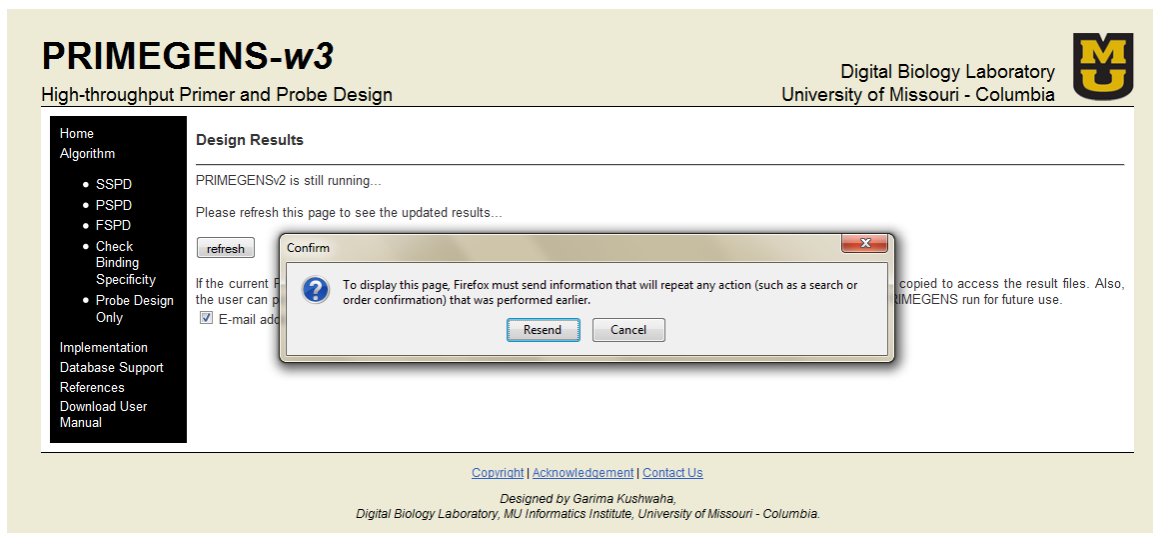 PRIMEGENS-w3
High-throughput Primer and Probe Design
Digital Biology Laboratory
University of Missouri - Columbia
MU
Home
Algorithm
SSPD
PSPD
FSPD
Check
Binding
Specificity
Probe Design
Only
Implementation
Database Support
References
Download User
Manual
Design Results
PRIMEGENSv2 is still running...
Please refresh this page to see the updated results...
refresh
Confirm
To display this page, Firefox must send information that will repeat any action (such as a search or
order confirmation) that was performed earlier.
Resend
Cancel
If the current copied to access the result files. Also,
the user can RIMEGENS run for future use.
E-mail
Copyright | Acknowledgement | Contact Us
Designed by Garima Kushwaha,
Digital Biology Laboratory, MU Informatics Institute, University of Missouri - Columbia.